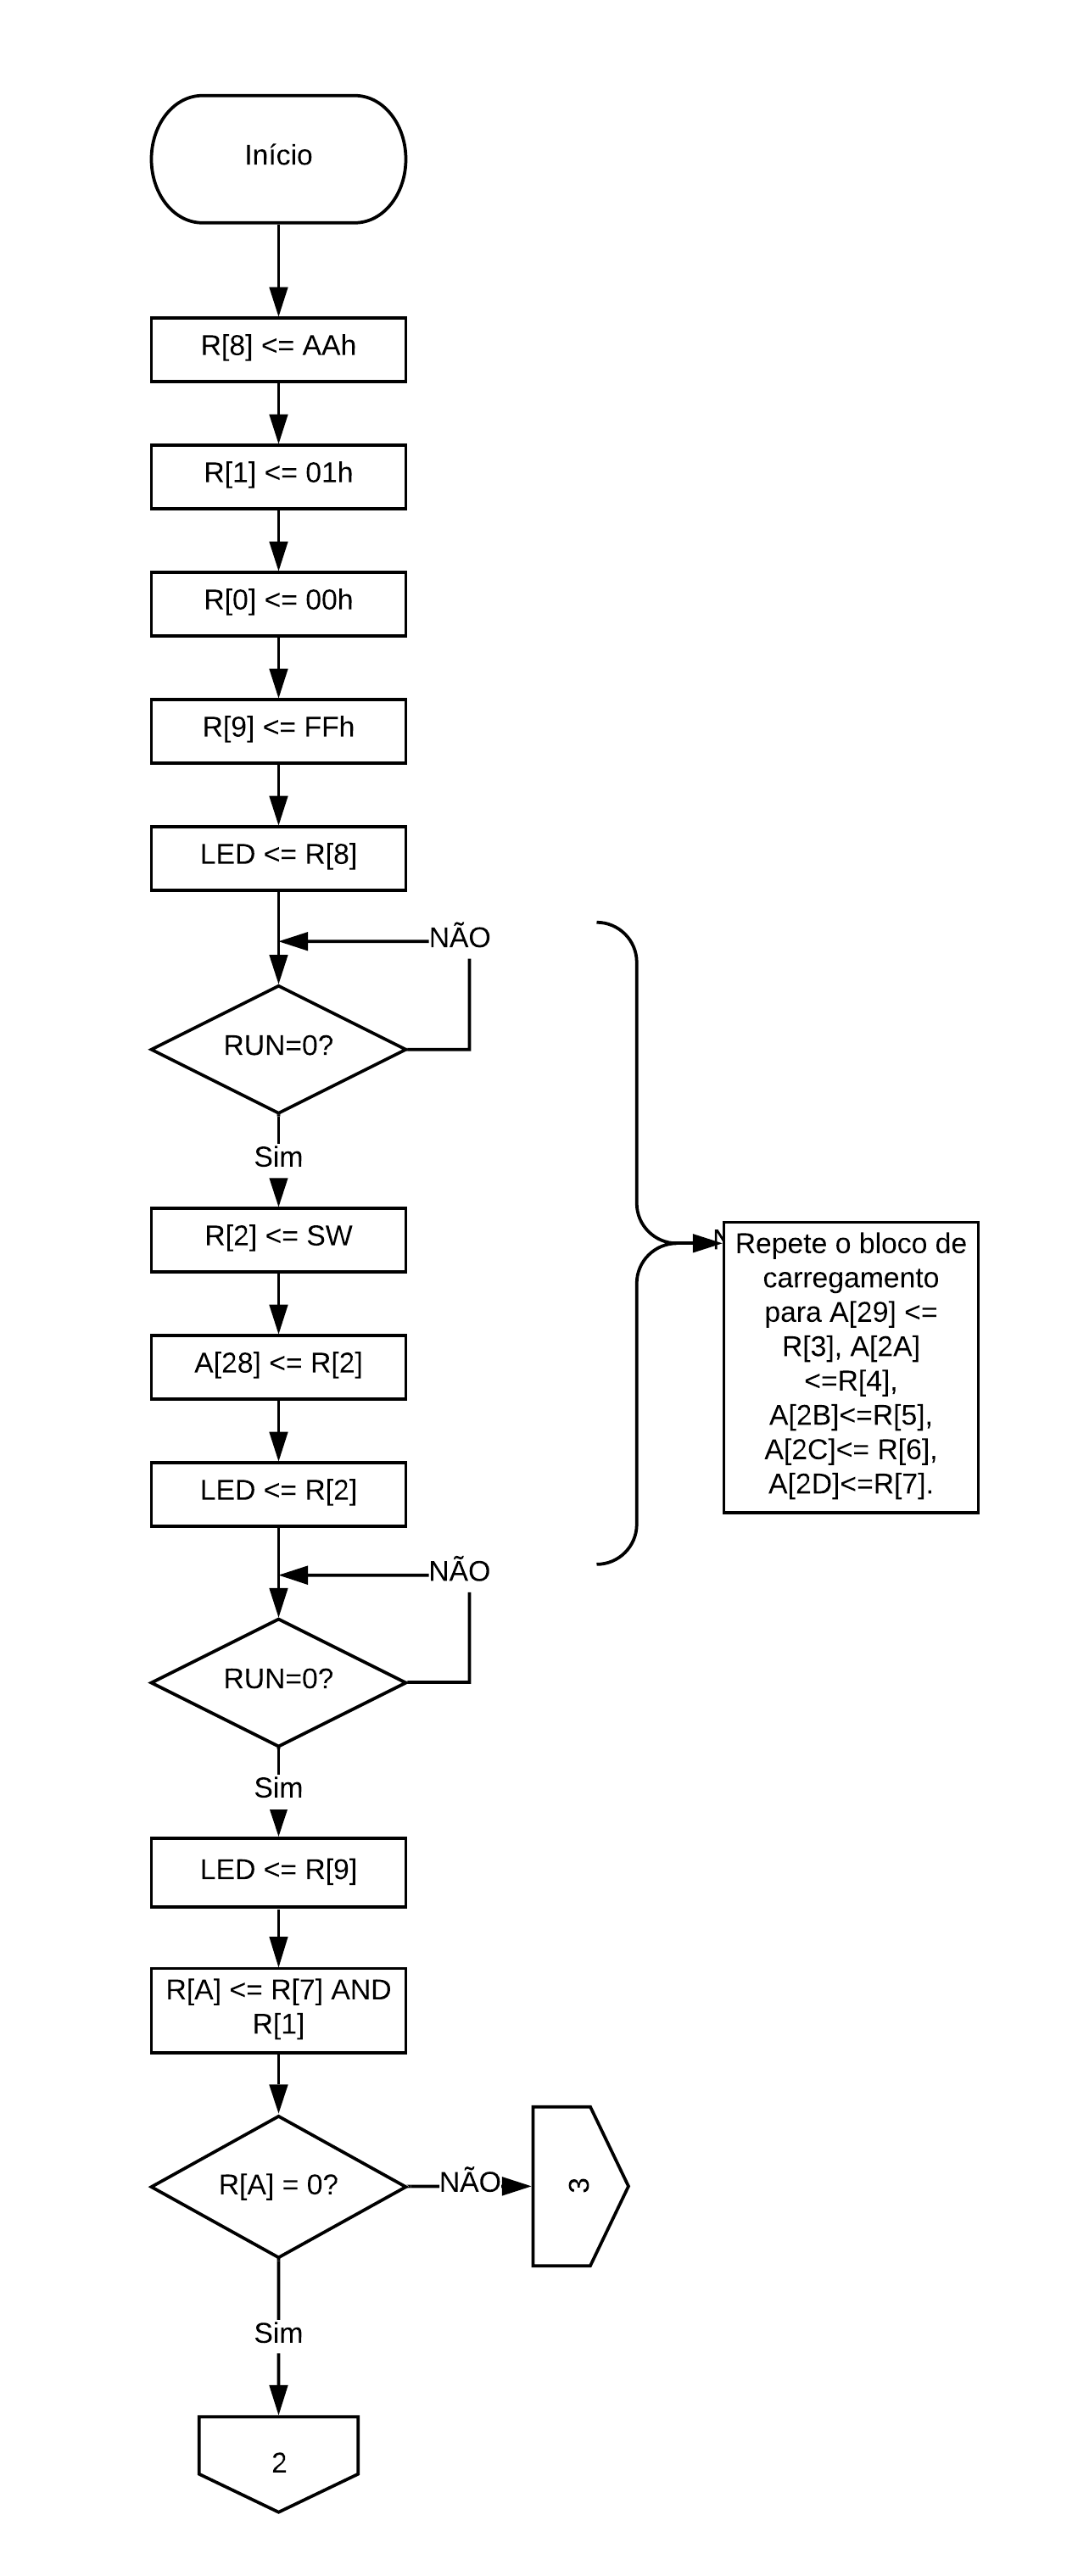 Início
R[8] <= AAh
R[1] <= 01h
R[0] <= 00h
R[9] <= FFh
LED <= R[8]
NÃO
RUN=0?
Sim
R[2] <= SW
A[28] <= R[2]
LED <= R[2]
Repete o bloco de
carregamento
para A[29] <=
R[3], A[2A]
<=R[4],
A[2B]<=R[5],
A[2C]<= R[6],
A[2D]<=R[7].
NÃO
RUN=0?
Sim
LED <= R[9]
R[A] <= R[7] AND
R[1]
R[A] = 0?
NÃO
3
Sim
2